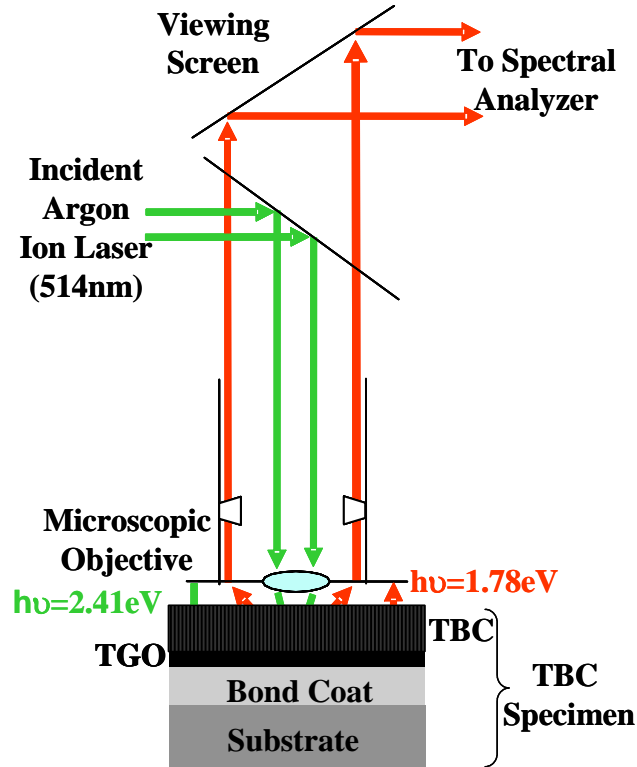 Viewing
Screen
To Spectral
Analyzer
Incident
Argon
Ion Laser
(514nm)
Microscopic
Objective
hυ=2.41eV
hυ=1.78eV
TBC
TGO
Bond Coat
Substrate
TBC
Specimen